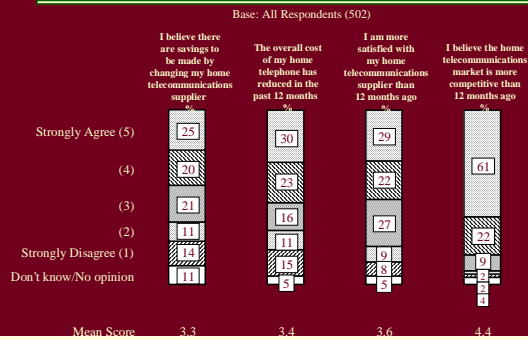 Base: All Respondents (502)
I believe there
are savings to
be made by
changing my home
telecommunications
supplier
%
The overall cost
of my home
telephone has
reduced in the
past 12 months
%
I am more
satisfied with
my home
telecommunications
supplier than
12 months ago
%
I believe the home
telecommunications
market is more
competitive than
12 months ago
%
Strongly Agree (5) 25 30 29 61
(4) 20 23 22 22
(3) 21 16 27 9
(2) 11 11 9 2
Strongly Disagree (1) 14 15 8 2
Don't know/No opinion 11 5 5 4
Mean Score 3.3 3.4 3.6 4.4